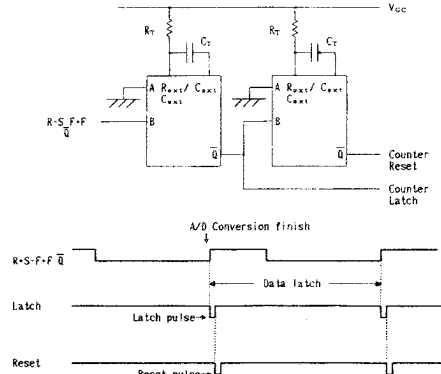 Vcc
RT
CT
RT
CT
A Rext/ Cext
Cext
A Rext/ Cext
Cext
R-S F•F
Q̅
B
B
Q̅
Q̅
Counter
Reset
Counter
Latch
A/D Conversion finish
R•S-F•F Q̅
Data latch
Latch
Latch pulse
Reset
Reset pulse